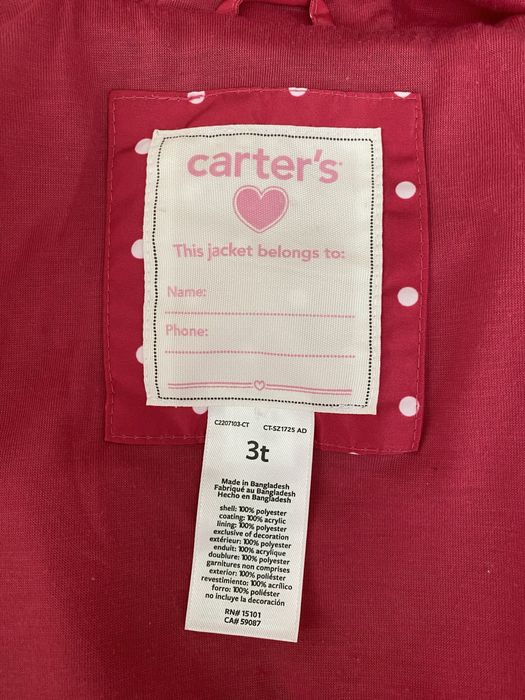 carter's
This jacket belongs to:
Name:
Phone:
C2207103-CT CT-SZ1725 AD
3t
Made in Bangladesh
Fabriqué au Bangladesh
Hecho en Bangladesh
shell: 100% polyester
coating: 100% acrylic
lining: 100% polyester
exclusive of decoration
extérieur: 100% polyester
enduit: 100% acrylique
doublure: 100% polyester
garnitures non comprises
exterior: 100% poliéster
revestimiento: 100% acrílico
forro: 100% poliéster
no incluye la decoración
RN# 15101
CA# 59087